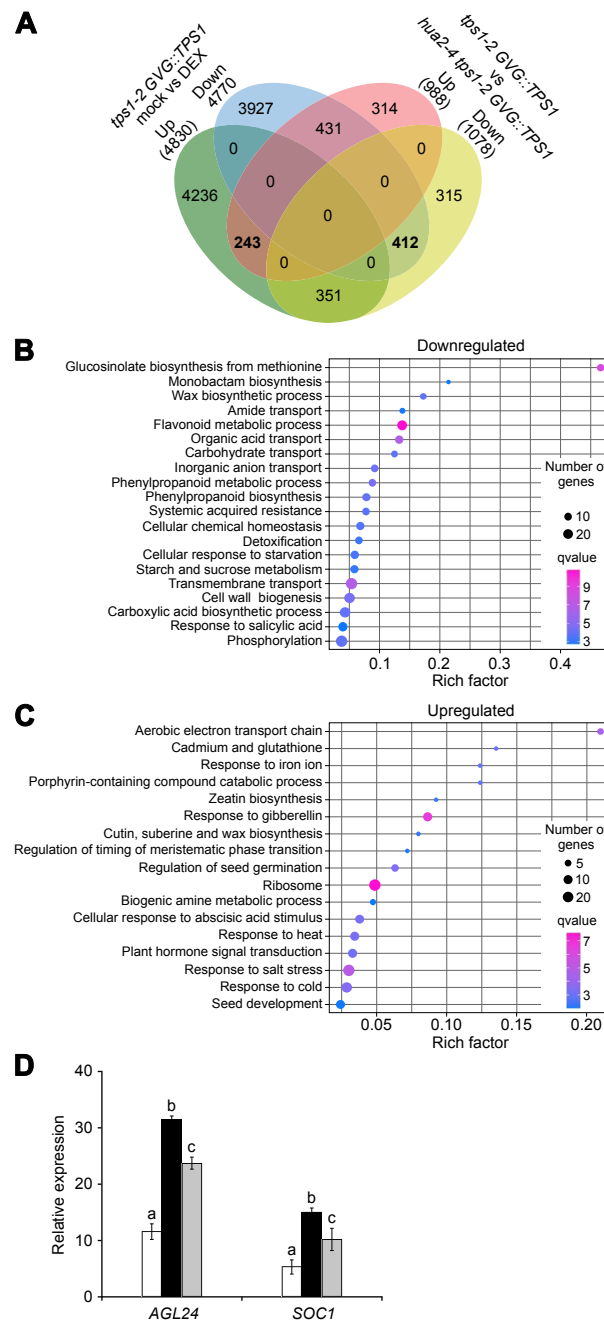 A
tps1-2 GVG::TPS1
mock vs DEX
Up
(4830)
Down
4770
tps1-2 GVG::TPS1
vs
hua2-4 tps1-2 GVG::TPS1
Up
(988)
Down
(1078)
3927
431
314
0
0
4236
0
0
315
0
243
412
0
0
351
B
Downregulated
Glucosinolate biosynthesis from methionine
Monobactam biosynthesis
Wax biosynthetic process
Amide transport
Flavonoid metabolic process
Organic acid transport
Carbohydrate transport
Inorganic anion transport
Phenylpropanoid metabolic process
Phenylpropanoid biosynthesis
Systemic acquired resistance
Cellular chemical homeostasis
Detoxification
Cellular response to starvation
Starch and sucrose metabolism
Transmembrane transport
Cell wall biogenesis
Carboxylic acid biosynthetic process
Response to salicylic acid
Phosphorylation
Number of
genes
10
20
qvalue
9
7
5
3
0.1
0.2
0.3
0.4
Rich factor
C
Upregulated
Aerobic electron transport chain
Cadmium and glutathione
Response to iron ion
Porphyrin-containing compound catabolic process
Zeatin biosynthesis
Response to gibberellin
Cutin, suberine and wax biosynthesis
Regulation of timing of meristematic phase transition
Regulation of seed germination
Ribosome
Biogenic amine metabolic process
Cellular response to abscisic acid stimulus
Response to heat
Plant hormone signal transduction
Response to salt stress
Response to cold
Seed development
Number of
genes
5
10
20
qvalue
7
5
3
0.05
0.10
0.15
0.20
Rich factor
D
Relative expression
40
30
20
10
0
a
b
c
a
b
c
AGL24
SOC1